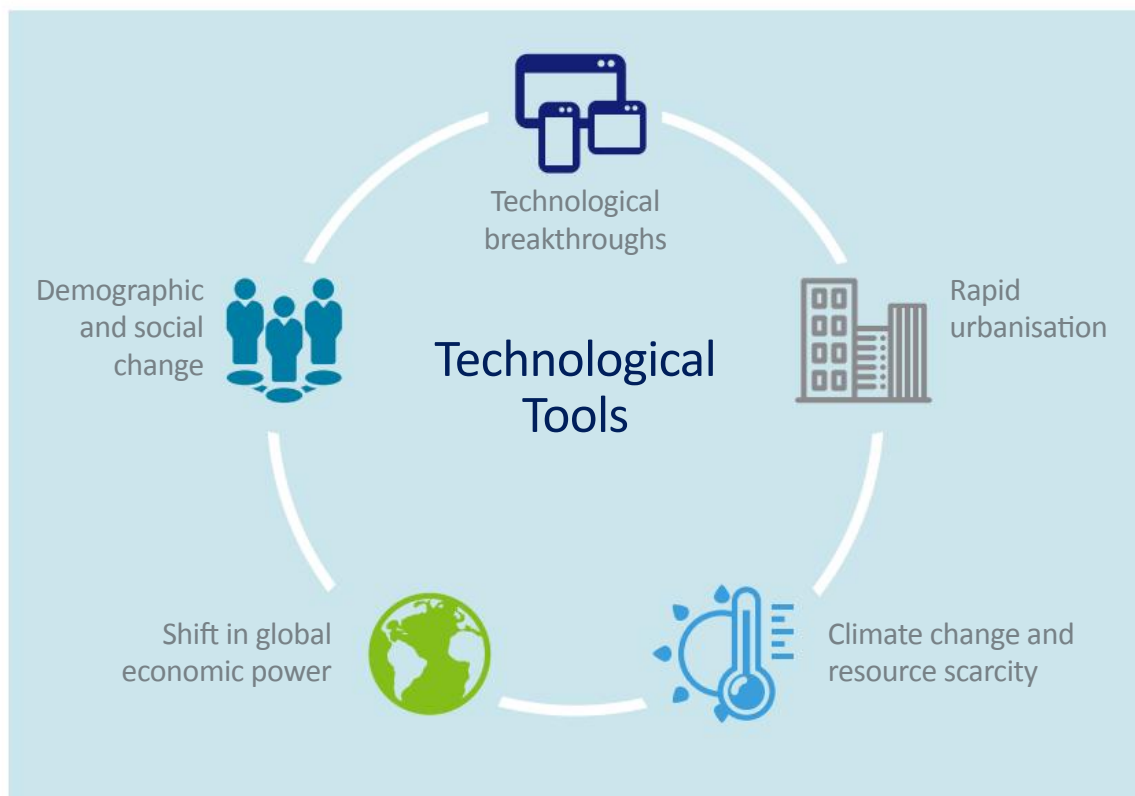 Technological
breakthroughs
Demographic
and social
change
Rapid
urbanisation
Technological
Tools
Shift in global
economic power
Climate change and
resource scarcity